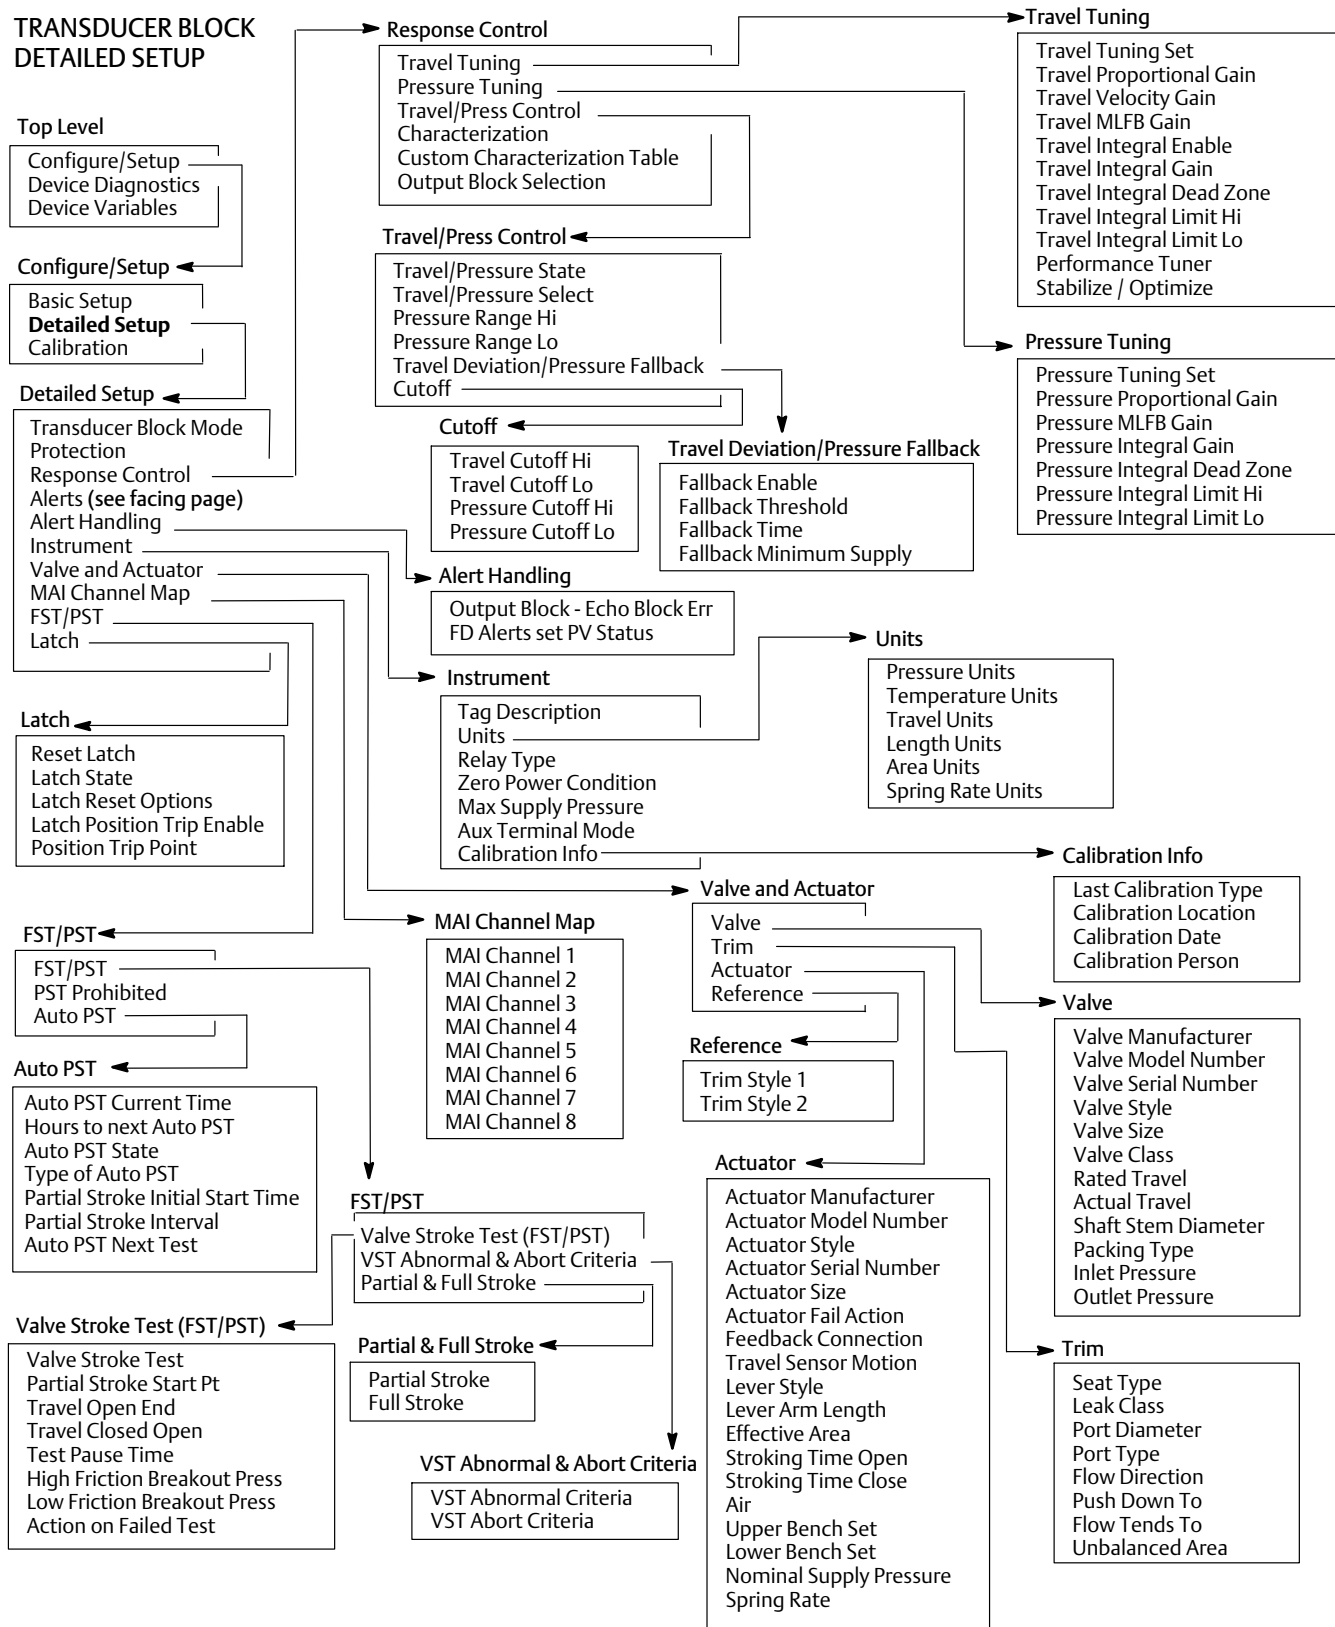 TRANSDUCER BLOCK
DETAILED SETUP
Top Level
Configure/Setup
Device Diagnostics
Device Variables
Configure/Setup
Basic Setup
Detailed Setup
Calibration
Detailed Setup
Transducer Block Mode
Protection
Response Control
Alerts (see facing page)
Alert Handling
Instrument
Valve and Actuator
MAI Channel Map
FST/PST
Latch
Latch
Reset Latch
Latch State
Latch Reset Options
Latch Position Trip Enable
Position Trip Point
FST/PST
FST/PST
PST Prohibited
Auto PST
Auto PST
Auto PST Current Time
Hours to next Auto PST
Auto PST State
Type of Auto PST
Partial Stroke Initial Start Time
Partial Stroke Interval
Auto PST Next Test
Valve Stroke Test (FST/PST)
Valve Stroke Test
Partial Stroke Start Pt
Travel Open End
Travel Closed Open
Test Pause Time
High Friction Breakout Press
Low Friction Breakout Press
Action on Failed Test
Response Control
Travel Tuning
Pressure Tuning
Travel/Press Control
Characterization
Custom Characterization Table
Output Block Selection
Travel/Press Control
Travel/Pressure State
Travel/Pressure Select
Pressure Range Hi
Pressure Range Lo
Travel Deviation/Pressure Fallback
Cutoff
Cutoff
Travel Cutoff Hi
Travel Cutoff Lo
Pressure Cutoff Hi
Pressure Cutoff Lo
Travel Deviation/Pressure Fallback
Fallback Enable
Fallback Threshold
Fallback Time
Fallback Minimum Supply
Alert Handling
Output Block - Echo Block Err
FD Alerts set PV Status
Instrument
Tag Description
Units
Relay Type
Zero Power Condition
Max Supply Pressure
Aux Terminal Mode
Calibration Info
MAI Channel Map
MAI Channel 1
MAI Channel 2
MAI Channel 3
MAI Channel 4
MAI Channel 5
MAI Channel 6
MAI Channel 7
MAI Channel 8
FST/PST
Valve Stroke Test (FST/PST)
VST Abnormal & Abort Criteria
Partial & Full Stroke
Partial & Full Stroke
Partial Stroke
Full Stroke
VST Abnormal & Abort Criteria
VST Abnormal Criteria
VST Abort Criteria
Valve and Actuator
Valve
Trim
Actuator
Reference
Reference
Trim Style 1
Trim Style 2
Actuator
Actuator Manufacturer
Actuator Model Number
Actuator Style
Actuator Serial Number
Actuator Size
Actuator Fail Action
Feedback Connection
Travel Sensor Motion
Lever Style
Lever Arm Length
Effective Area
Stroking Time Open
Stroking Time Close
Air
Upper Bench Set
Lower Bench Set
Nominal Supply Pressure
Spring Rate
Travel Tuning
Travel Tuning Set
Travel Proportional Gain
Travel Velocity Gain
Travel MLFB Gain
Travel Integral Enable
Travel Integral Gain
Travel Integral Dead Zone
Travel Integral Limit Hi
Travel Integral Limit Lo
Performance Tuner
Stabilize / Optimize
Pressure Tuning
Pressure Tuning Set
Pressure Proportional Gain
Pressure MLFB Gain
Pressure Integral Gain
Pressure Integral Dead Zone
Pressure Integral Limit Hi
Pressure Integral Limit Lo
Units
Pressure Units
Temperature Units
Travel Units
Length Units
Area Units
Spring Rate Units
Calibration Info
Last Calibration Type
Calibration Location
Calibration Date
Calibration Person
Valve
Valve Manufacturer
Valve Model Number
Valve Serial Number
Valve Style
Valve Size
Valve Class
Rated Travel
Actual Travel
Shaft Stem Diameter
Packing Type
Inlet Pressure
Outlet Pressure
Trim
Seat Type
Leak Class
Port Diameter
Port Type
Flow Direction
Push Down To
Flow Tends To
Unbalanced Area